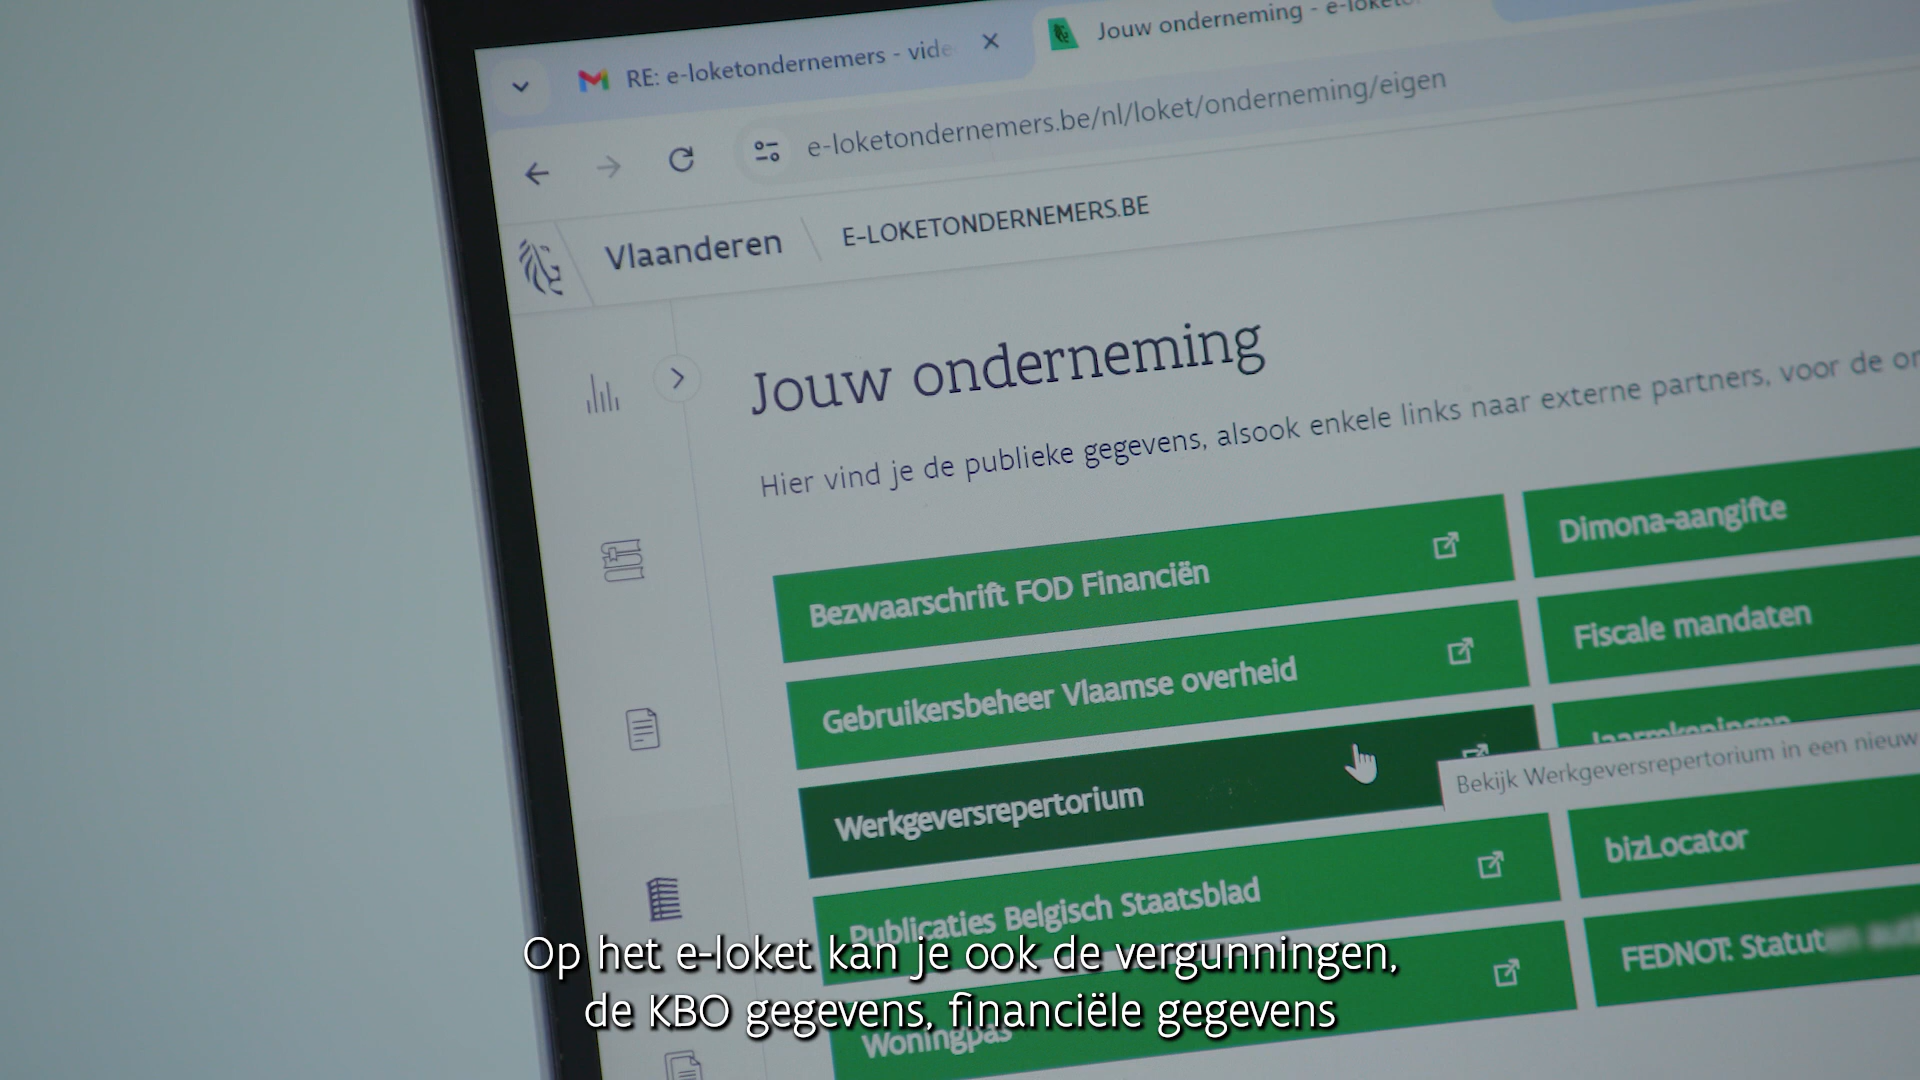 RE: e-loketondernemers - vide
Jouw onderneming - e-loketo
e-loketondernemers.be/nl/loket/onderneming/eigen
Vlaanderen
E-LOKETONDERNEMERS.BE
Jouw onderneming
Hier vind je de publieke gegevens, alsook enkele links naar externe partners, voor de on
Bezwaarschrift FOD Financiën
Dimona-aangifte
Gebruikersbeheer Vlaamse overheid
Fiscale mandaten
Werkgeversrepertorium
Jaarrekeningen
Bekijk Werkgeversrepertorium in een nieuw
Publicaties Belgisch Staatsblad
bizLocator
Woningpas
FEDNOT: Statuten
Op het e-loket kan je ook de vergunningen,
de KBO gegevens, financiële gegevens